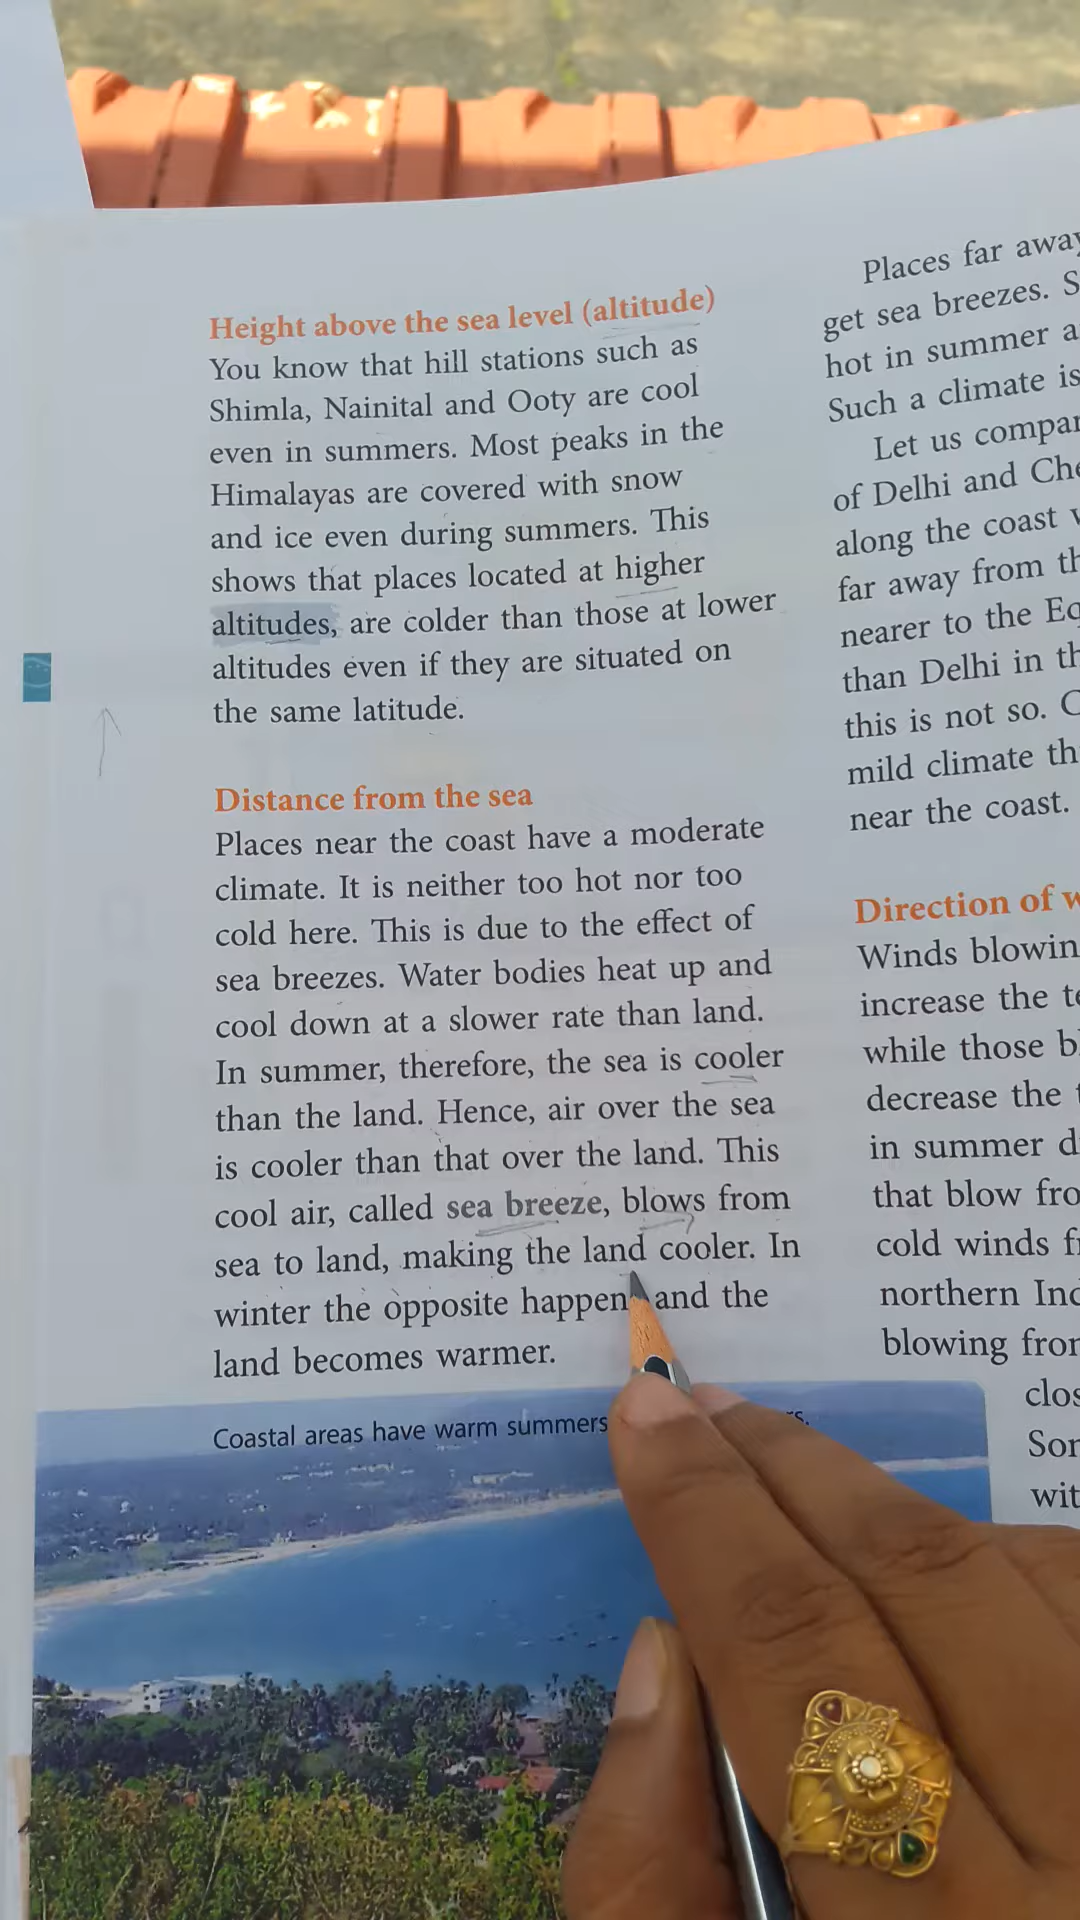 Height above the sea level (altitude)
You know that hill stations such as
Shimla, Nainital and Ooty are cool
even in summers. Most peaks in the
Himalayas are covered with snow
and ice even during summers. This
shows that places located at higher
altitudes, are colder than those at lower
altitudes even if they are situated on
the same latitude.
Distance from the sea
Places near the coast have a moderate
climate. It is neither too hot nor too
cold here. This is due to the effect of
sea breezes. Water bodies heat up and
cool down at a slower rate than land.
In summer, therefore, the sea is cooler
than the land. Hence, air over the sea
is cooler than that over the land. This
cool air, called sea breeze, blows from
sea to land, making the land cooler. In
winter the opposite happen and the
land becomes warmer.
Coastal areas have warm summers
Places far away
get sea breezes. S
hot in summer a
Such a climate is
Let us compar
of Delhi and Che
along the coast
far away from th
nearer to the Eq
than Delhi in th
this is not so. C
mild climate th
near the coast.
Direction of w
Winds blowin
increase the te
while those b
decrease the
in summer d
that blow fro
cold winds f
northern Ind
blowing from
clos
Son
wit